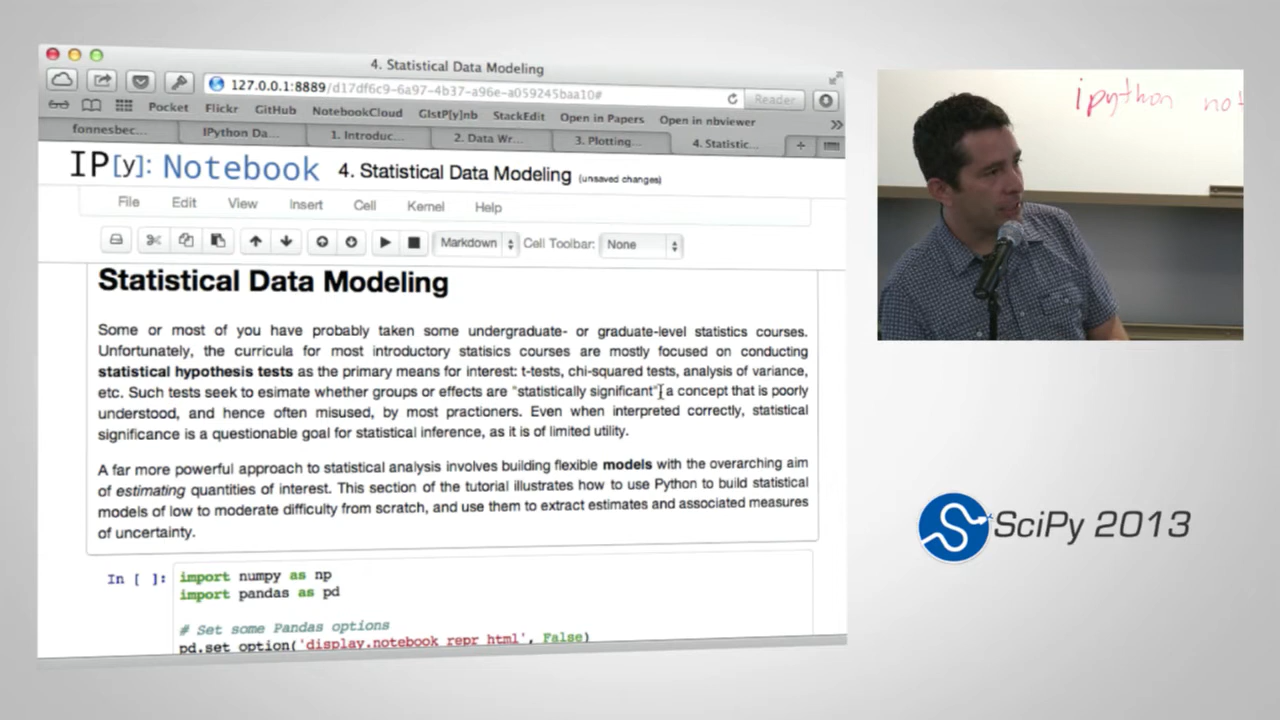 4. Statistical Data Modeling
127.0.0.1:8889/d17df6c9-6a97-4b37-a96e-a059245baa10#
Reader
Pocket Flickr GitHub NotebookCloud GIstP[y]nb StackEdit Open in Papers Open in nbviewer
fonnesbec... IPython Da... 1. Introduc... 2. Data Wr... 3. Plotting... 4. Statistic...
IP[y]: Notebook 4. Statistical Data Modeling (unsaved changes)
File Edit View Insert Cell Kernel Help
Markdown Cell Toolbar: None
Statistical Data Modeling
Some or most of you have probably taken some undergraduate- or graduate-level statistics courses.
Unfortunately, the curricula for most introductory statisics courses are mostly focused on conducting
statistical hypothesis tests as the primary means for interest: t-tests, chi-squared tests, analysis of variance,
etc. Such tests seek to esimate whether groups or effects are "statistically significant", a concept that is poorly
understood, and hence often misused, by most practioners. Even when interpreted correctly, statistical
significance is a questionable goal for statistical inference, as it is of limited utility.
A far more powerful approach to statistical analysis involves building flexible models with the overarching aim
of estimating quantities of interest. This section of the tutorial illustrates how to use Python to build statistical
models of low to moderate difficulty from scratch, and use them to extract estimates and associated measures
of uncertainty.
In [ ]: import numpy as np
import pandas as pd
# Set some Pandas options
pd.set_option('display.notebook_repr_html', False)
ipython not
SciPy 2013